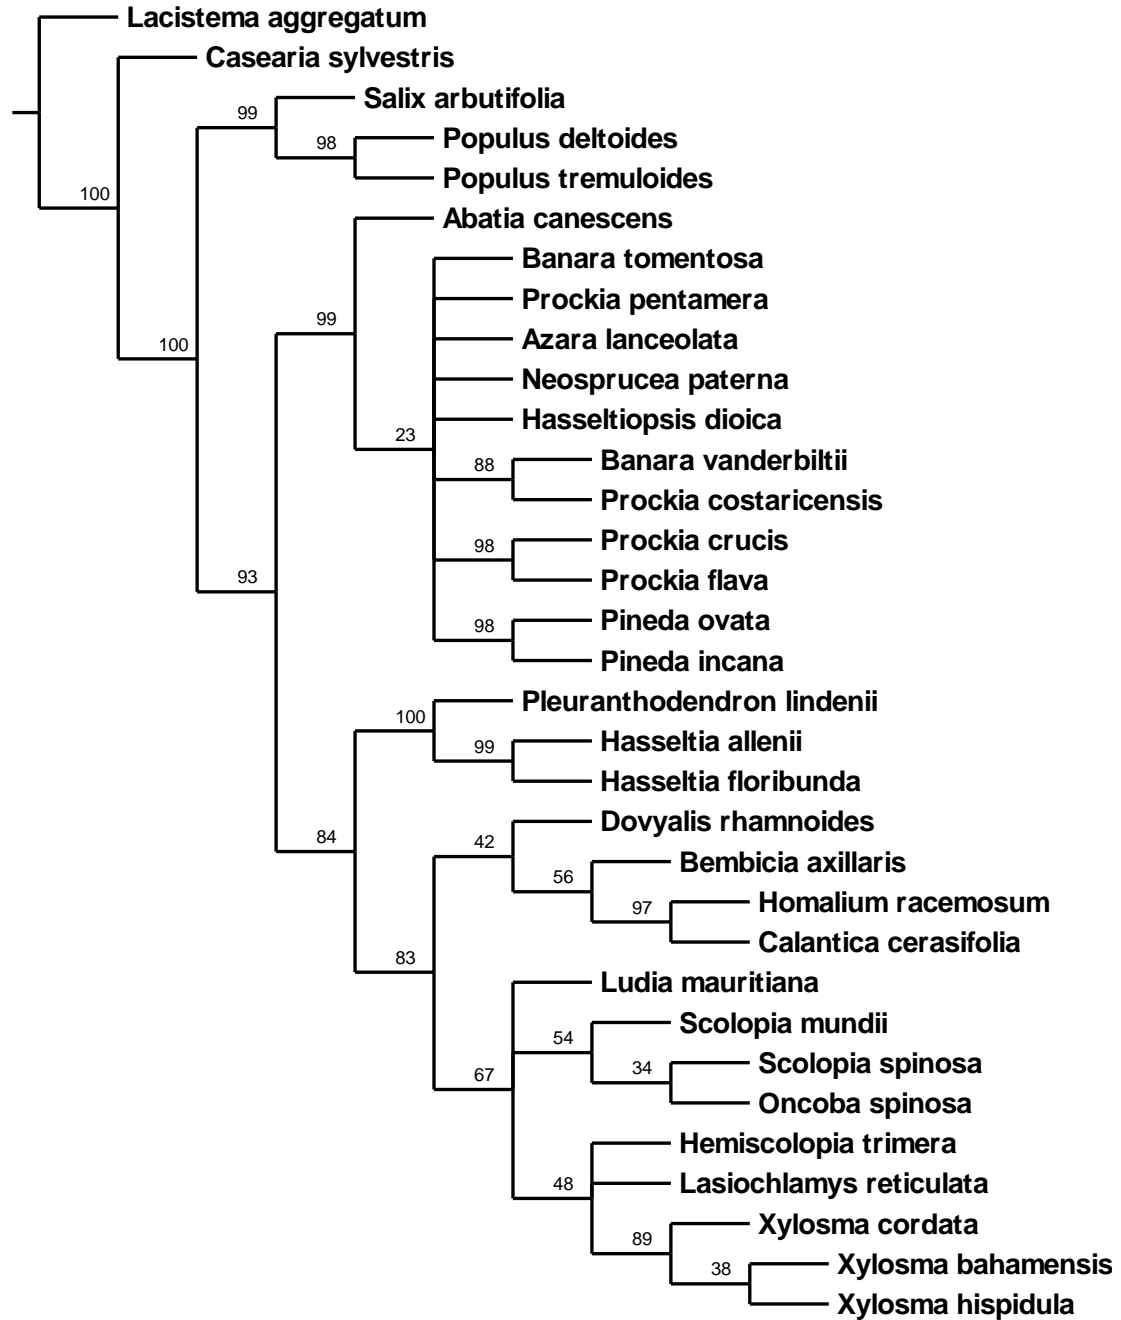 Lacistema aggregatum
Casearia sylvestris
99
Salix arbutifolia
98
Populus deltoides
Populus tremuloides
100
Abatia canescens
Banara tomentosa
Prockia pentamera
99
Azara lanceolata
100
Neosprucea paterna
Hasseltiopsis dioica
23
Banara vanderbiltii
88
Prockia costaricensis
Prockia crucis
98
Prockia flava
93
Pineda ovata
98
Pineda incana
Pleuranthodendron lindenii
100
Hasseltia allenii
99
Hasseltia floribunda
Dovyalis rhamnoides
84
42
Bembicia axillaris
56
Homalium racemosum
97
Calantica cerasifolia
83
Ludia mauritiana
Scolopia mundii
54
Scolopia spinosa
34
67
Oncoba spinosa
Hemiscolopia trimera
Lasiochlamys reticulata
48
Xylosma cordata
89
Xylosma bahamensis
38
Xylosma hispidula